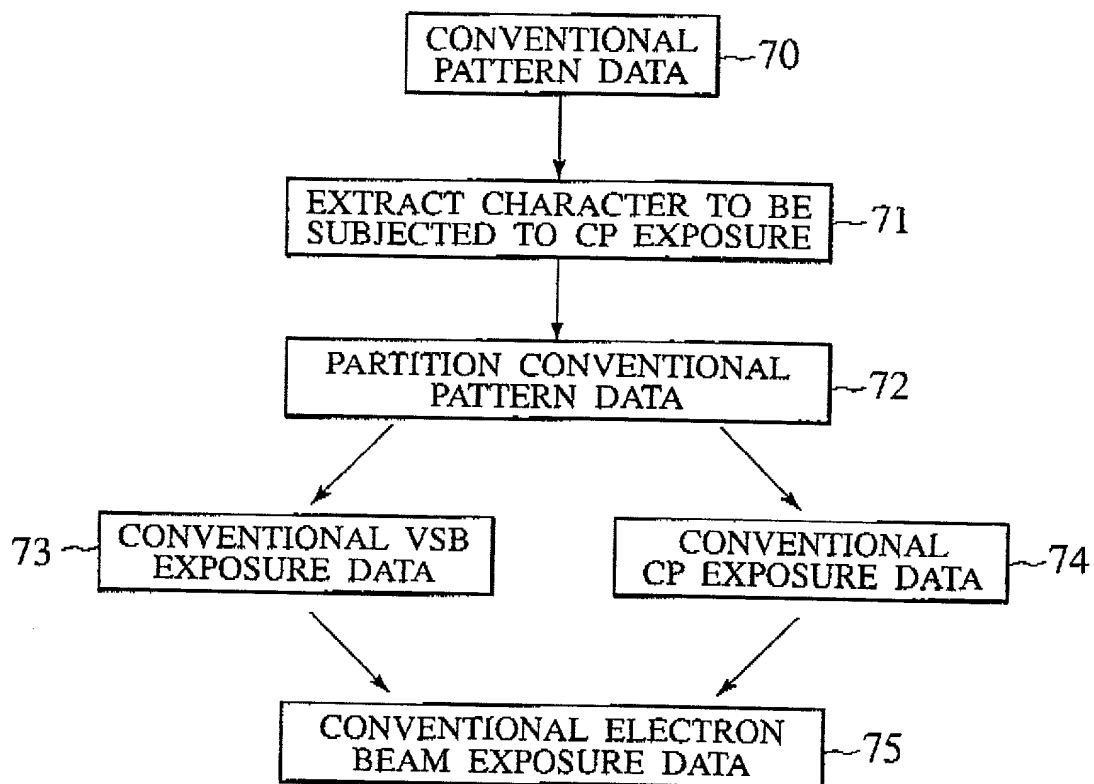 CONVENTIONAL
PATTERN DATA
70
EXTRACT CHARACTER TO BE
SUBJECTED TO CP EXPOSURE
71
PARTITION CONVENTIONAL
PATTERN DATA
72
73
CONVENTIONAL VSB
EXPOSURE DATA
CONVENTIONAL
CP EXPOSURE DATA
74
CONVENTIONAL ELECTRON
BEAM EXPOSURE DATA
75